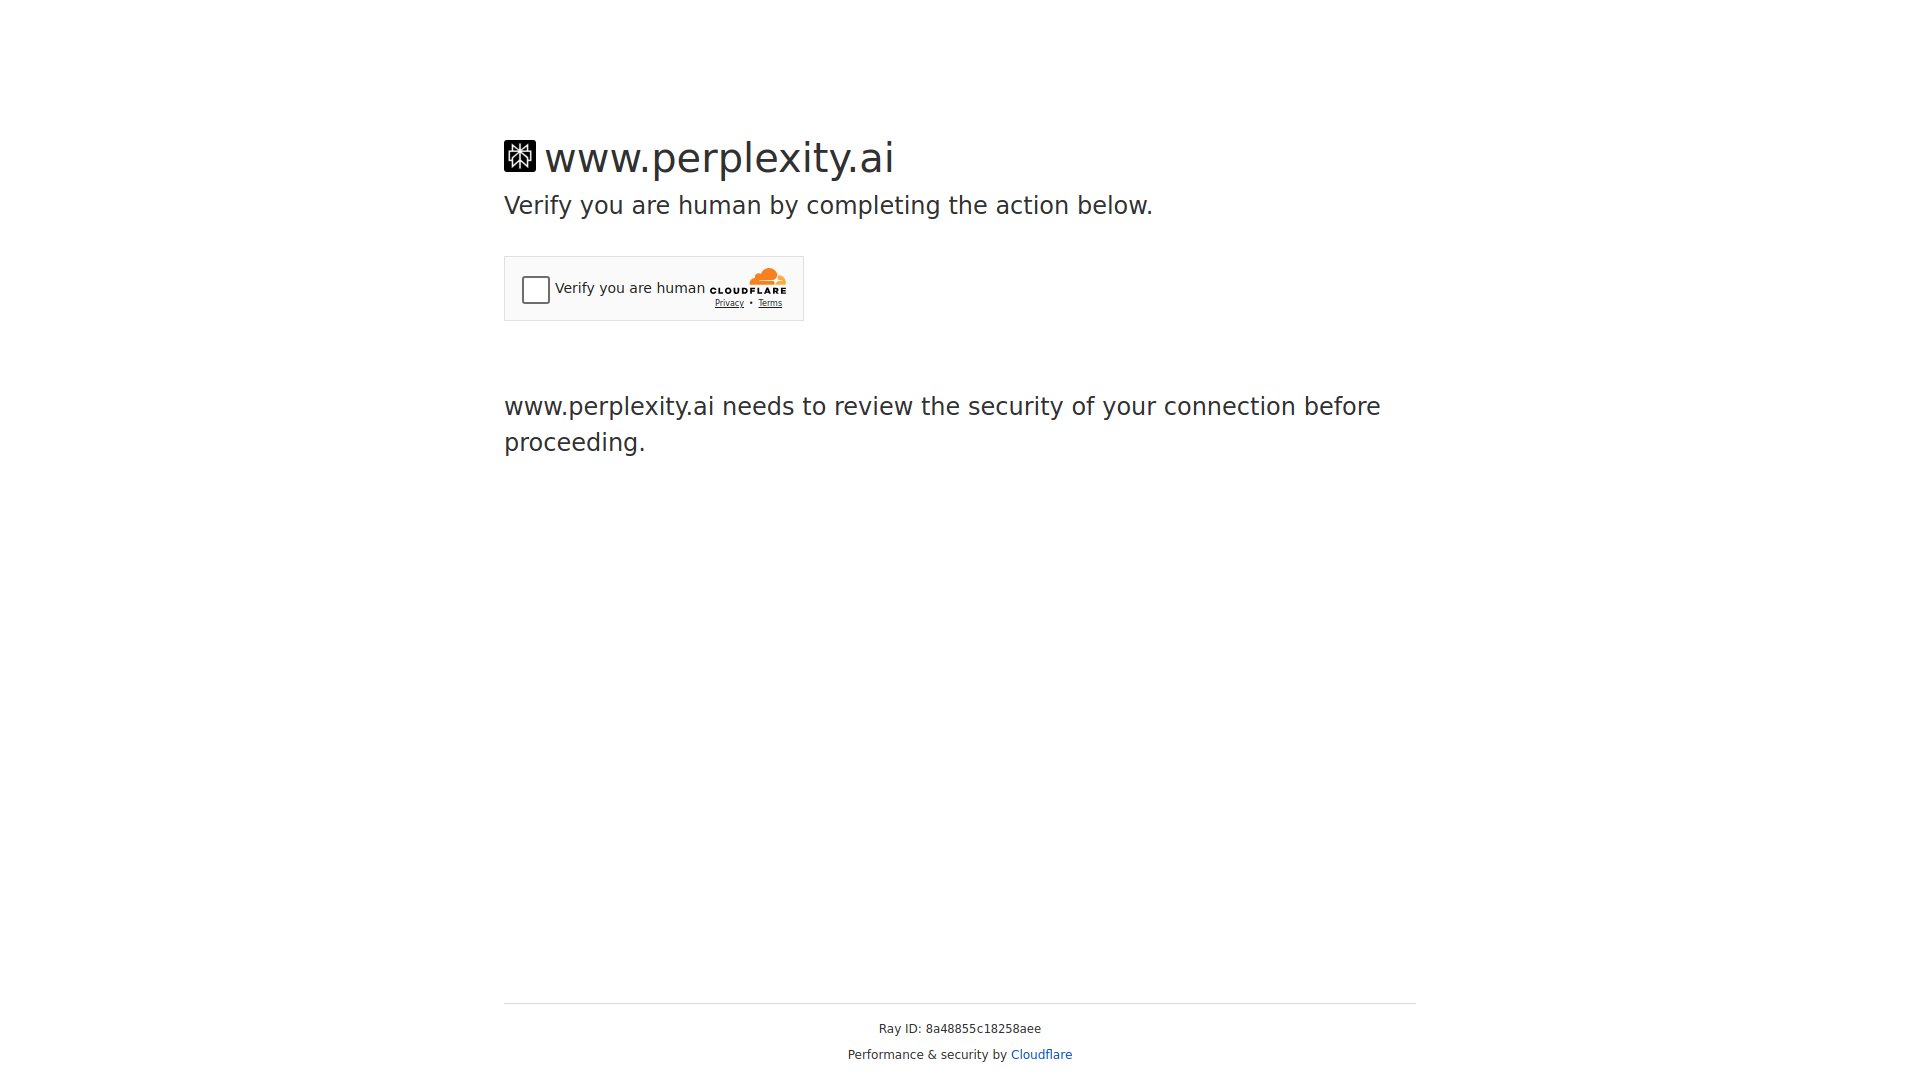 www.perplexity.ai
Verify you are human by completing the action below.
Verify you are human
CLOUDFLARE
Privacy • Terms
www.perplexity.ai needs to review the security of your connection before
proceeding.
Ray ID: 8a48855c18258aee
Performance & security by Cloudflare